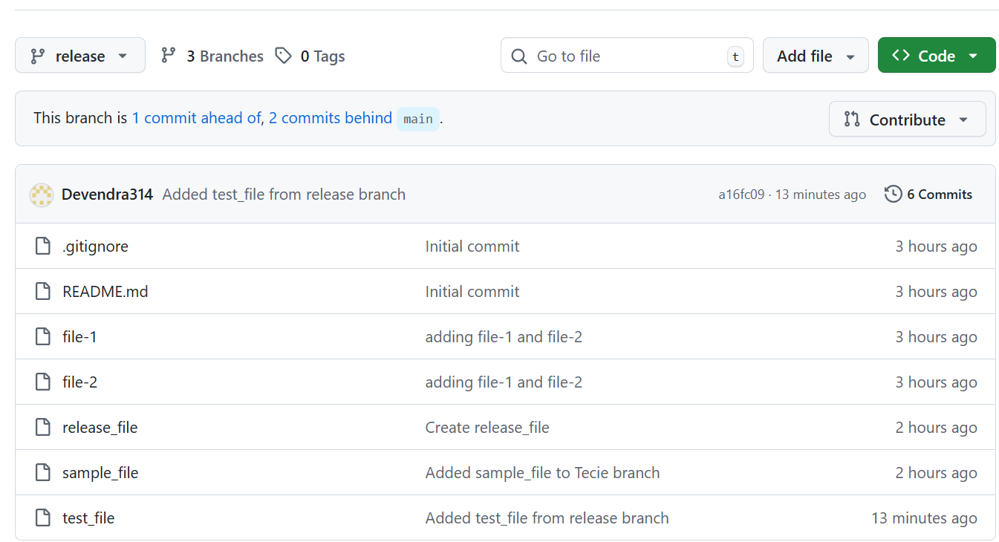 release 3 Branches 0 Tags Go to file t Add file Code
This branch is 1 commit ahead of, 2 commits behind main .
Contribute
Devendra314 Added test_file from release branch a16fc09 · 13 minutes ago 6 Commits
.gitignore Initial commit 3 hours ago
README.md Initial commit 3 hours ago
file-1 adding file-1 and file-2 3 hours ago
file-2 adding file-1 and file-2 3 hours ago
release_file Create release_file 2 hours ago
sample_file Added sample_file to Tecie branch 2 hours ago
test_file Added test_file from release branch 13 minutes ago